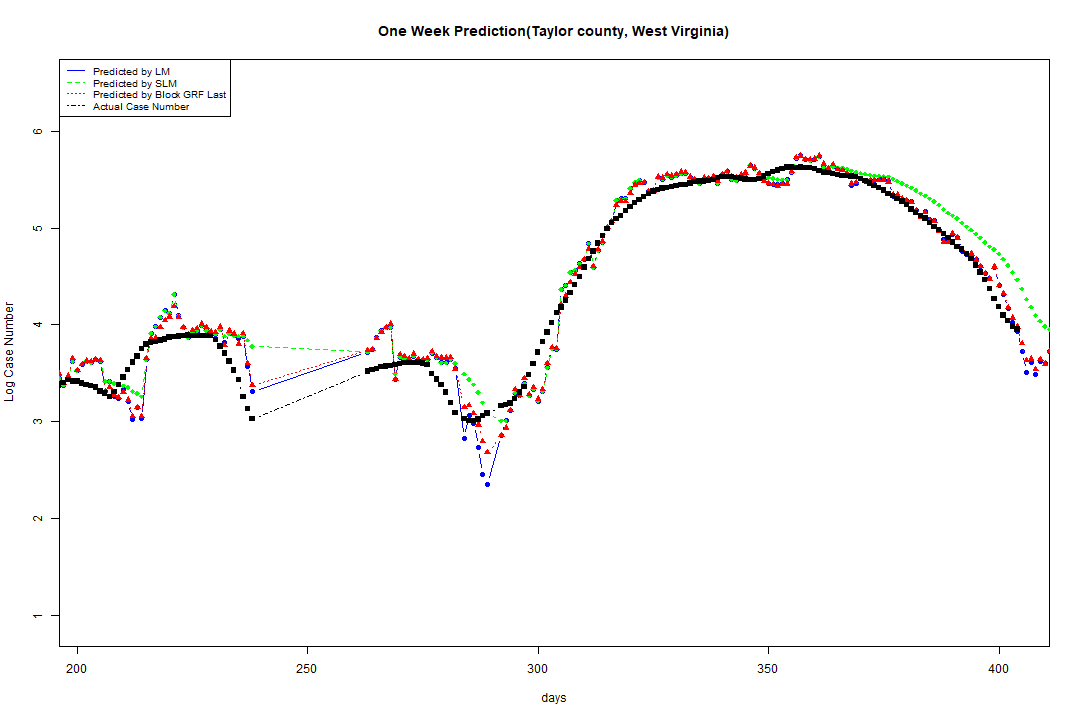 One Week Prediction(Taylor county, West Virginia)
Predicted by LM
Predicted by SLM
Predicted by Block GRF Last
Actual Case Number
6
5
4
3
2
1
Log Case Number
200 250 300 350 400
days